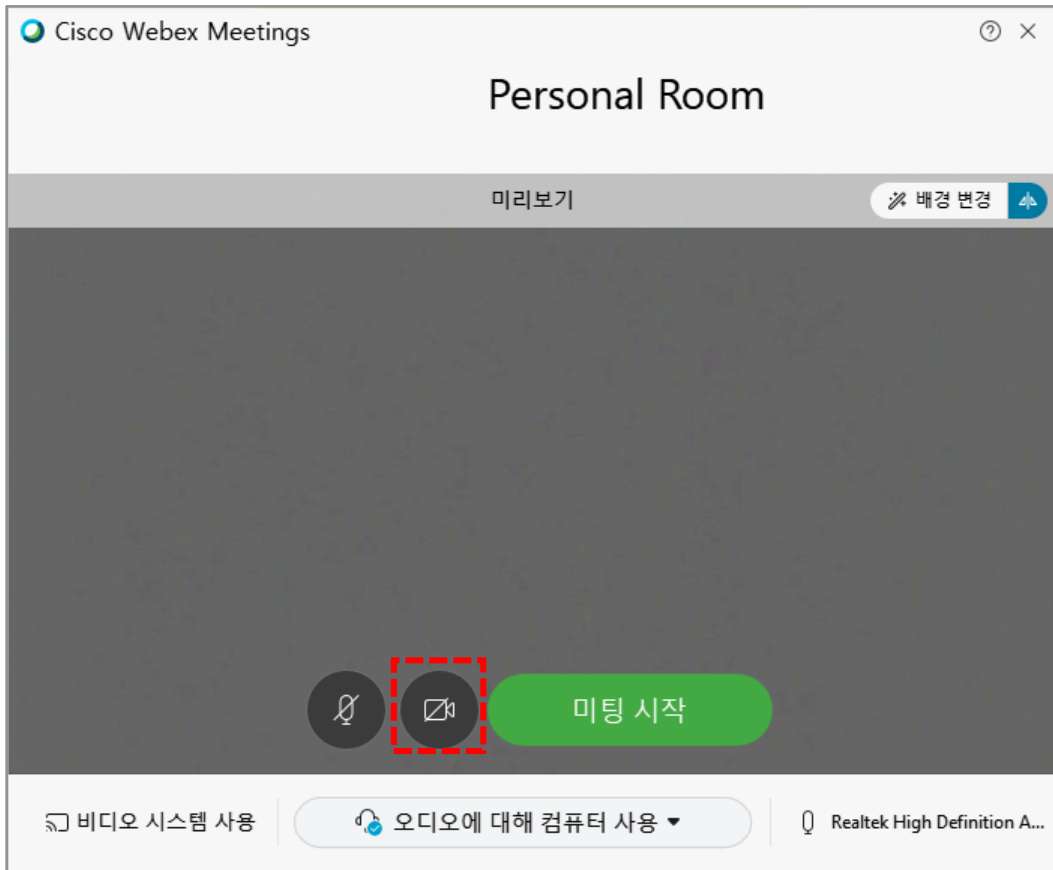 Cisco Webex Meetings
Personal Room
미리보기
배경 변경
미팅 시작
비디오 시스템 사용
오디오에 대해 컴퓨터 사용
Realtek High Definition A...